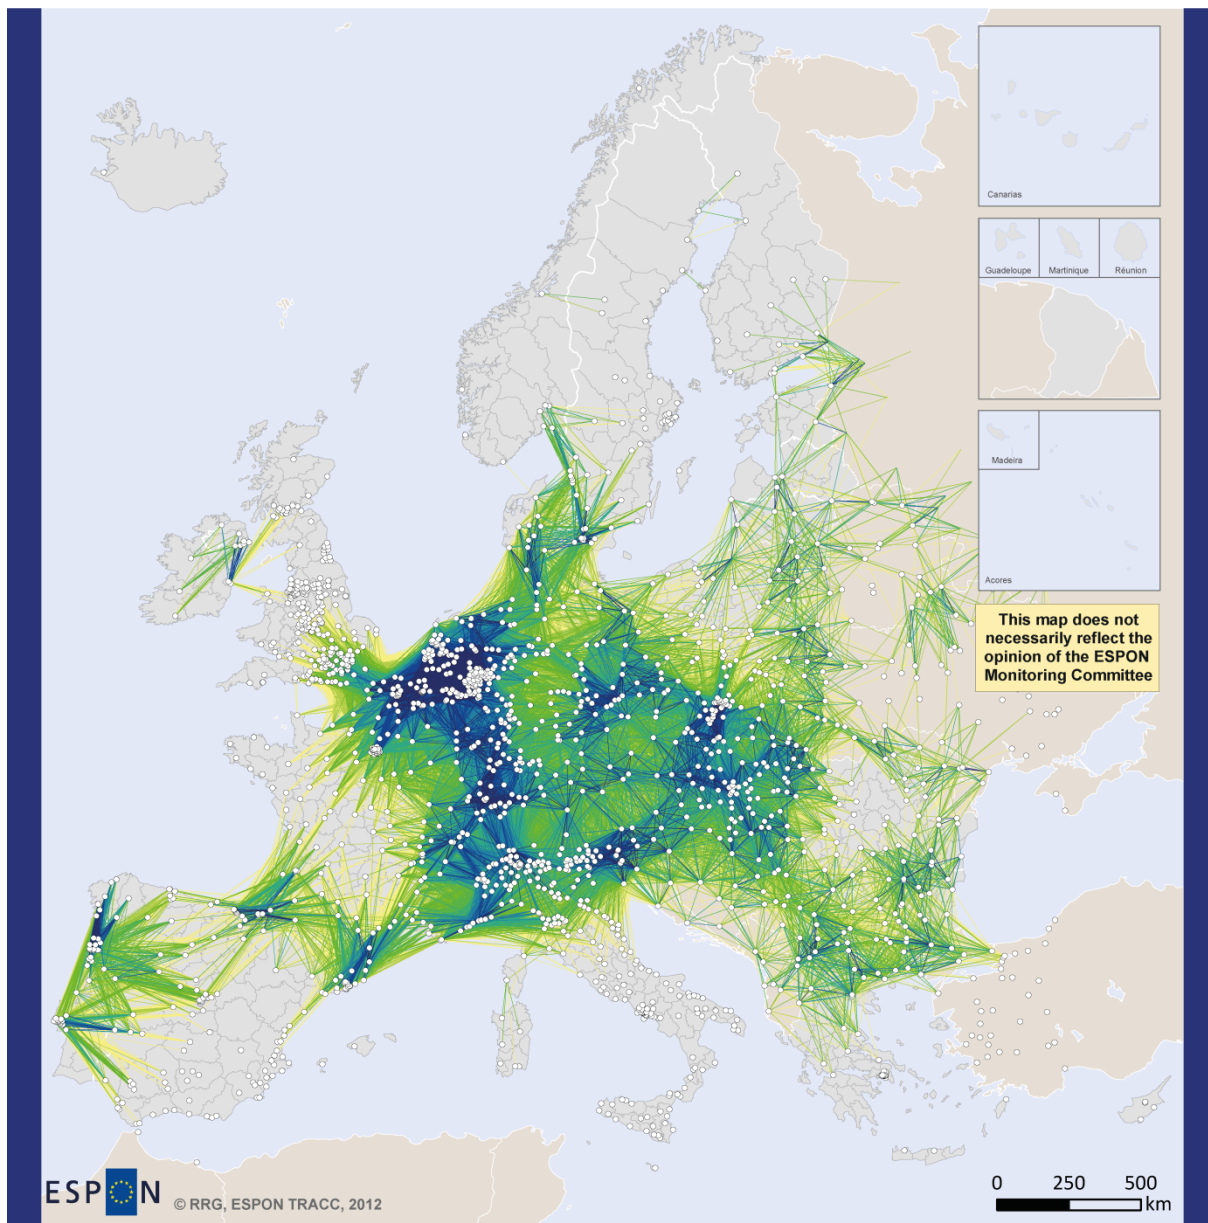 Canarias
Guadeloupe
Martinique
Réunion
Madeira
Acores
This map does not
necessarily reflect the
opinion of the ESPON
Monitoring Committee
ESPON
© RRG, ESPON TRACC, 2012
0 250 500
km